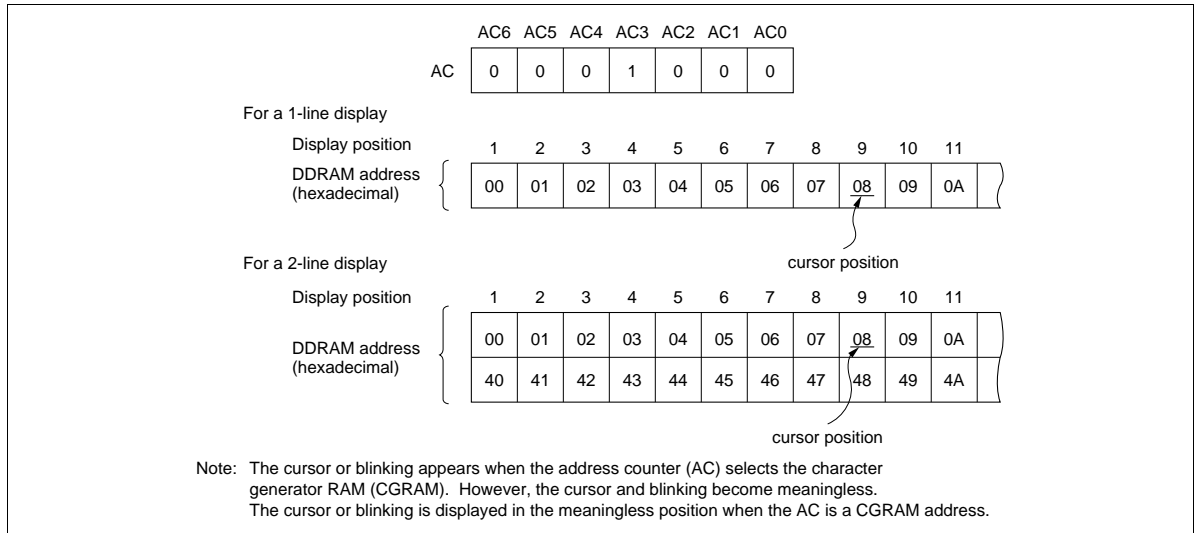 AC6 AC5 AC4 AC3 AC2 AC1 AC0
AC 0 0 0 1 0 0 0
For a 1-line display
Display position 1 2 3 4 5 6 7 8 9 10 11
DDRAM address
(hexadecimal)
00 01 02 03 04 05 06 07 08 09 0A
cursor position
For a 2-line display
Display position 1 2 3 4 5 6 7 8 9 10 11
DDRAM address
(hexadecimal)
00 01 02 03 04 05 06 07 08 09 0A
40 41 42 43 44 45 46 47 48 49 4A
cursor position
Note: The cursor or blinking appears when the address counter (AC) selects the character
generator RAM (CGRAM). However, the cursor and blinking become meaningless.
The cursor or blinking is displayed in the meaningless position when the AC is a CGRAM address.